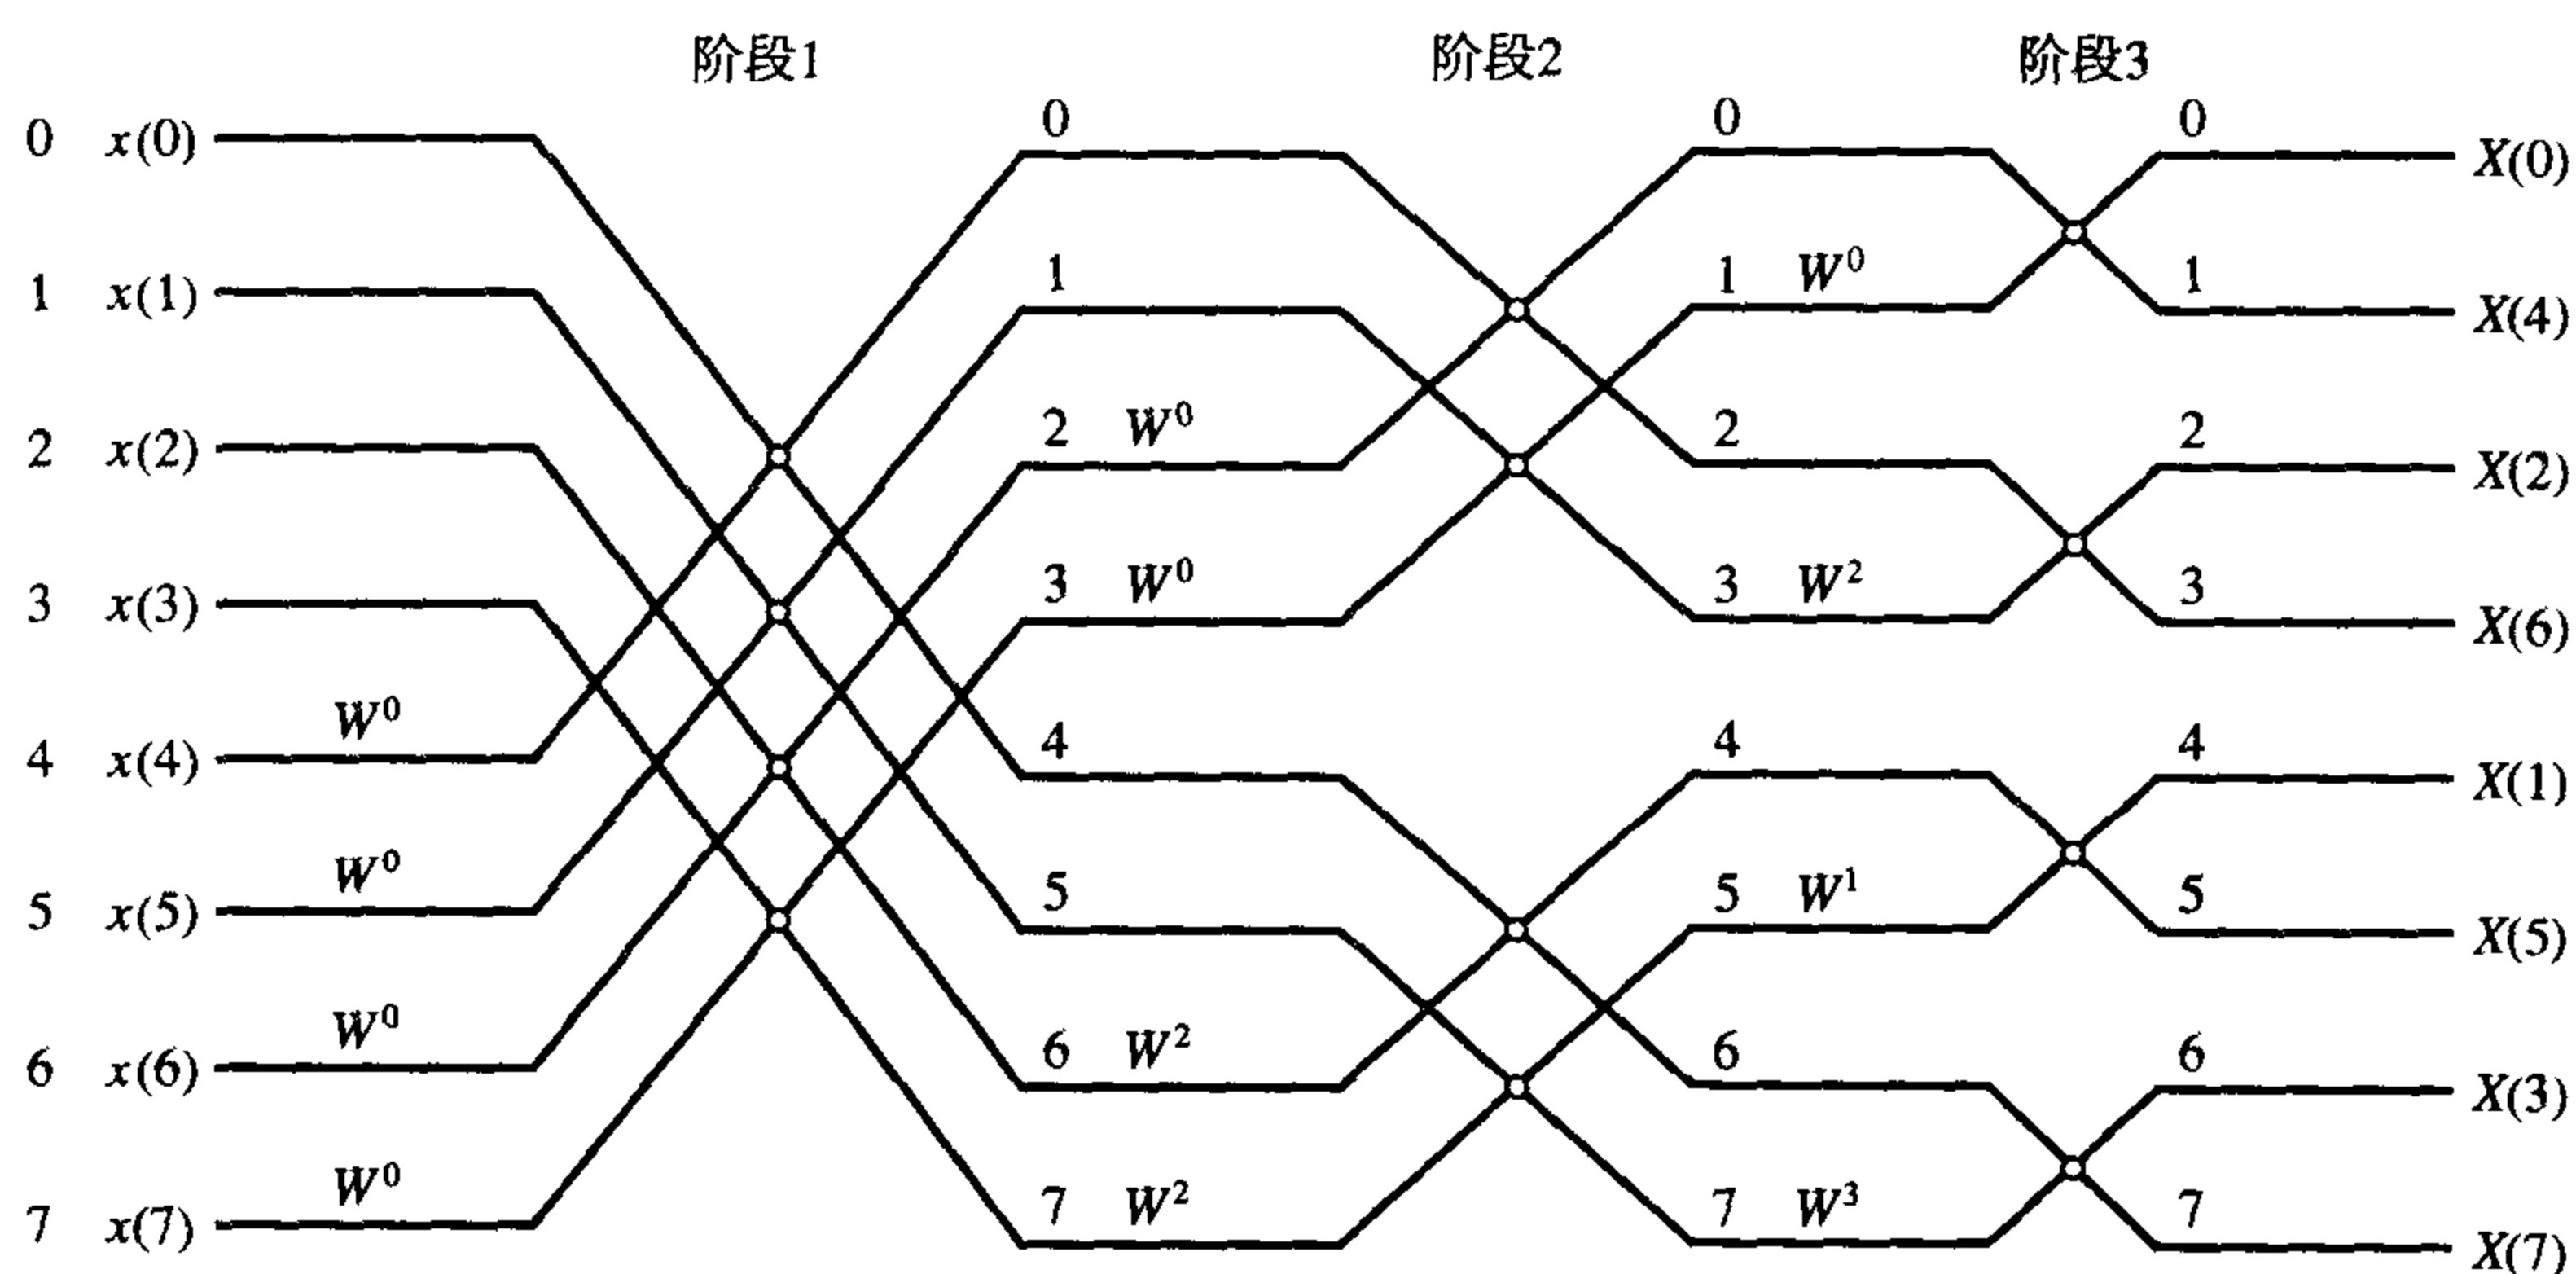 阶段1 阶段2 阶段3
0 0 0
0 x(0) X(0)
1 1 W⁰ 1
1 x(1) X(4)
2 W⁰ 2 2
2 x(2) X(2)
3 W⁰ 3 W² 3
3 x(3) X(6)
W⁰ 4 4 4
4 x(4) X(1)
W⁰ 5 5 W¹ 5
5 x(5) X(5)
W⁰ 6 W² 6 6
6 x(6) X(3)
W⁰ 7 W² 7 W³ 7
7 x(7) X(7)